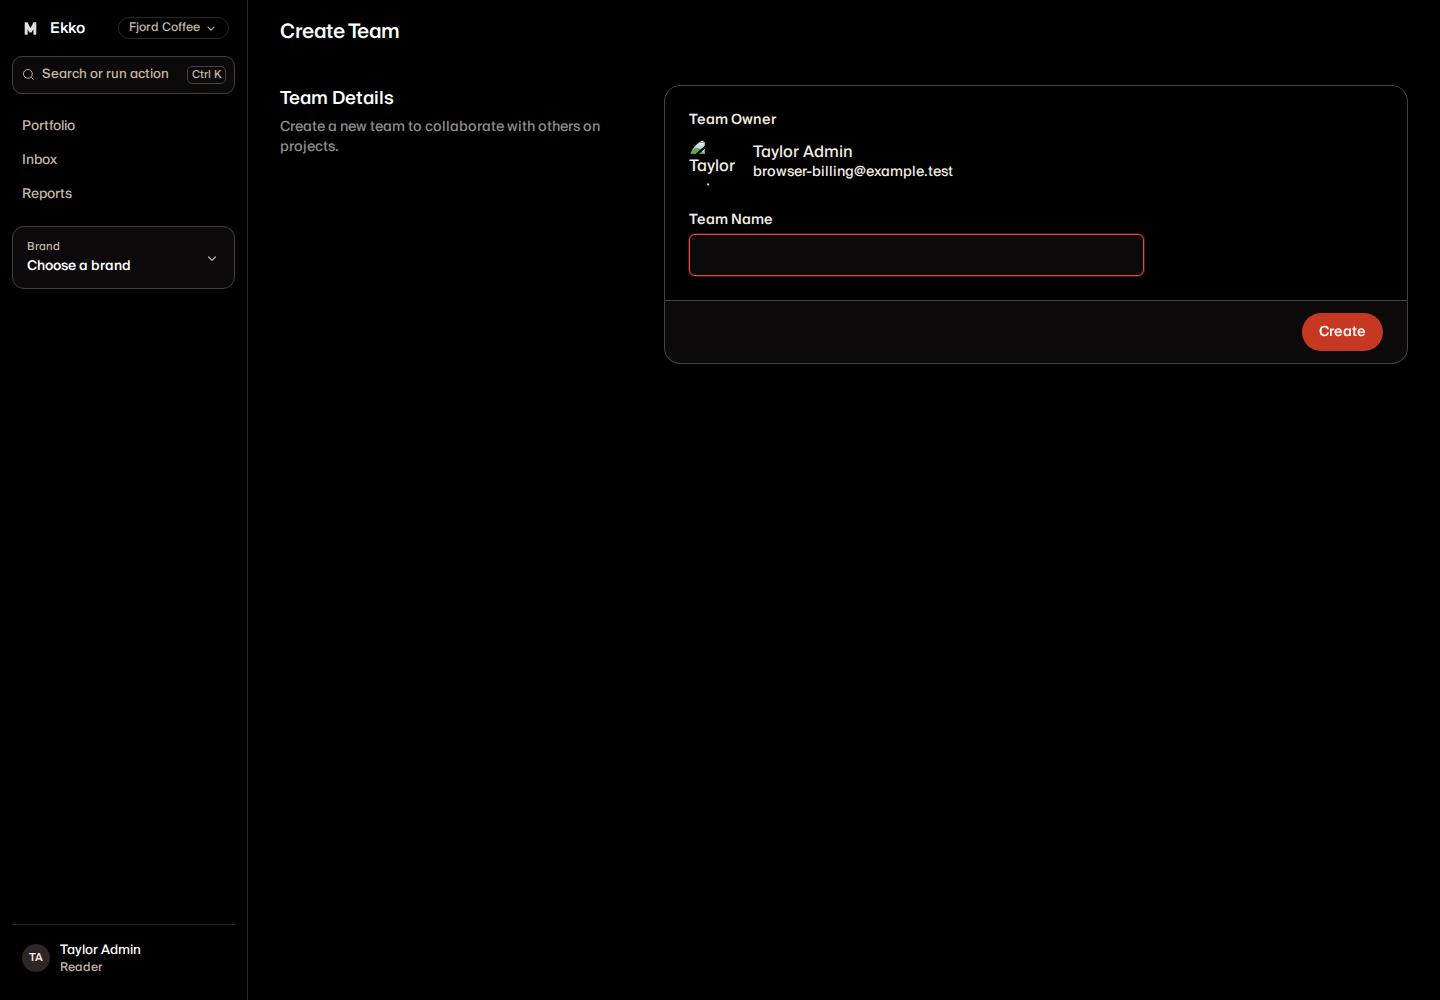 Ekko
Fjord Coffee
Search or run action
Ctrl K
Portfolio
Inbox
Reports
Brand
Choose a brand
Taylor Admin
TA
Reader
Create Team
Team Details
Create a new team to collaborate with others on
projects.
Team Owner
Taylor
Taylor Admin
browser-billing@example.test
Team Name
Create